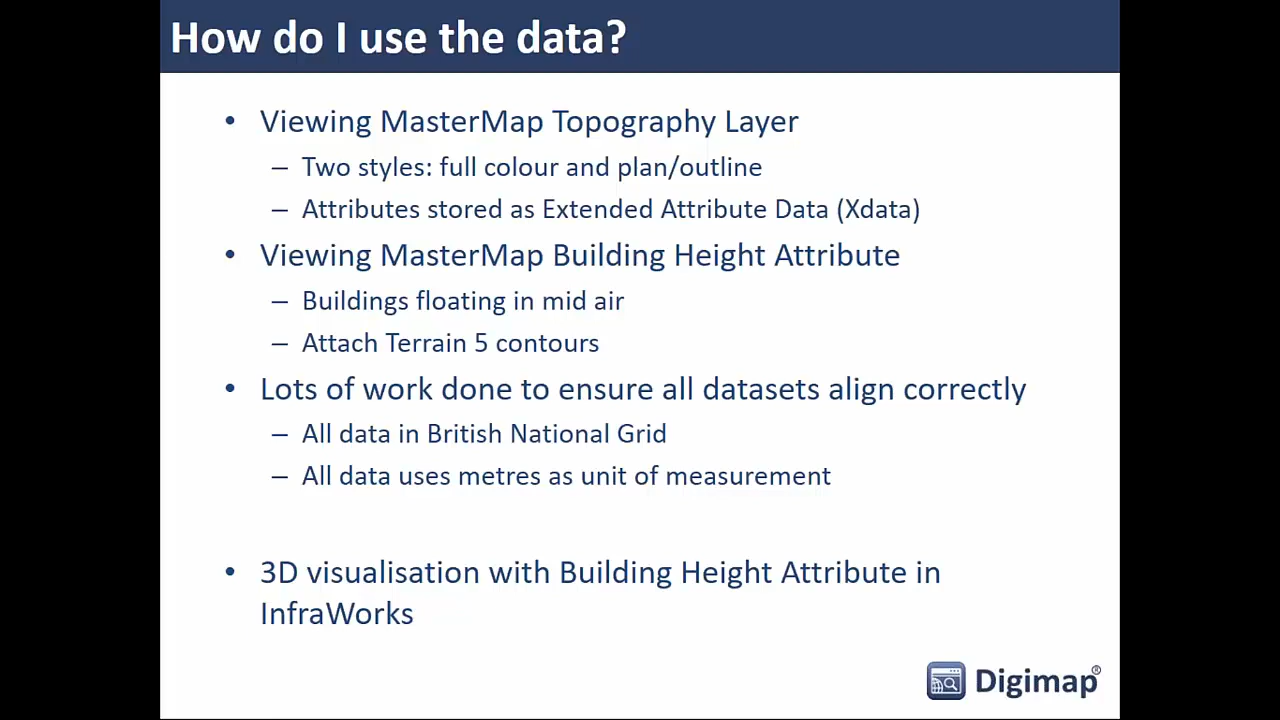 How do I use the data?
• Viewing MasterMap Topography Layer
– Two styles: full colour and plan/outline
– Attributes stored as Extended Attribute Data (Xdata)
• Viewing MasterMap Building Height Attribute
– Buildings floating in mid air
– Attach Terrain 5 contours
• Lots of work done to ensure all datasets align correctly
– All data in British National Grid
– All data uses metres as unit of measurement
• 3D visualisation with Building Height Attribute in
InfraWorks
Digimap®